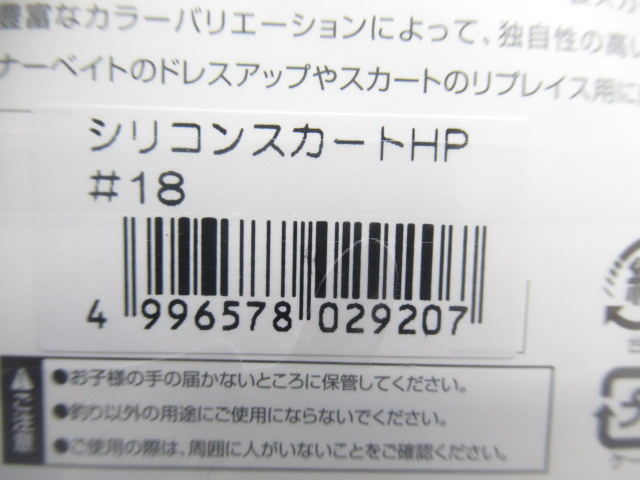 豊富なカラーバリエーションによって、独自性の高い
ナーベイトのドレスアップやスカートのリプレイス用に
シリコンスカートHP
#18
4 996578 029207
ご注意
●お子様の手の届かないところに保管してください。
●釣り以外の用途にご使用にならないでください。
●ご使用の際は、周囲に人がいないことをご確認ください。